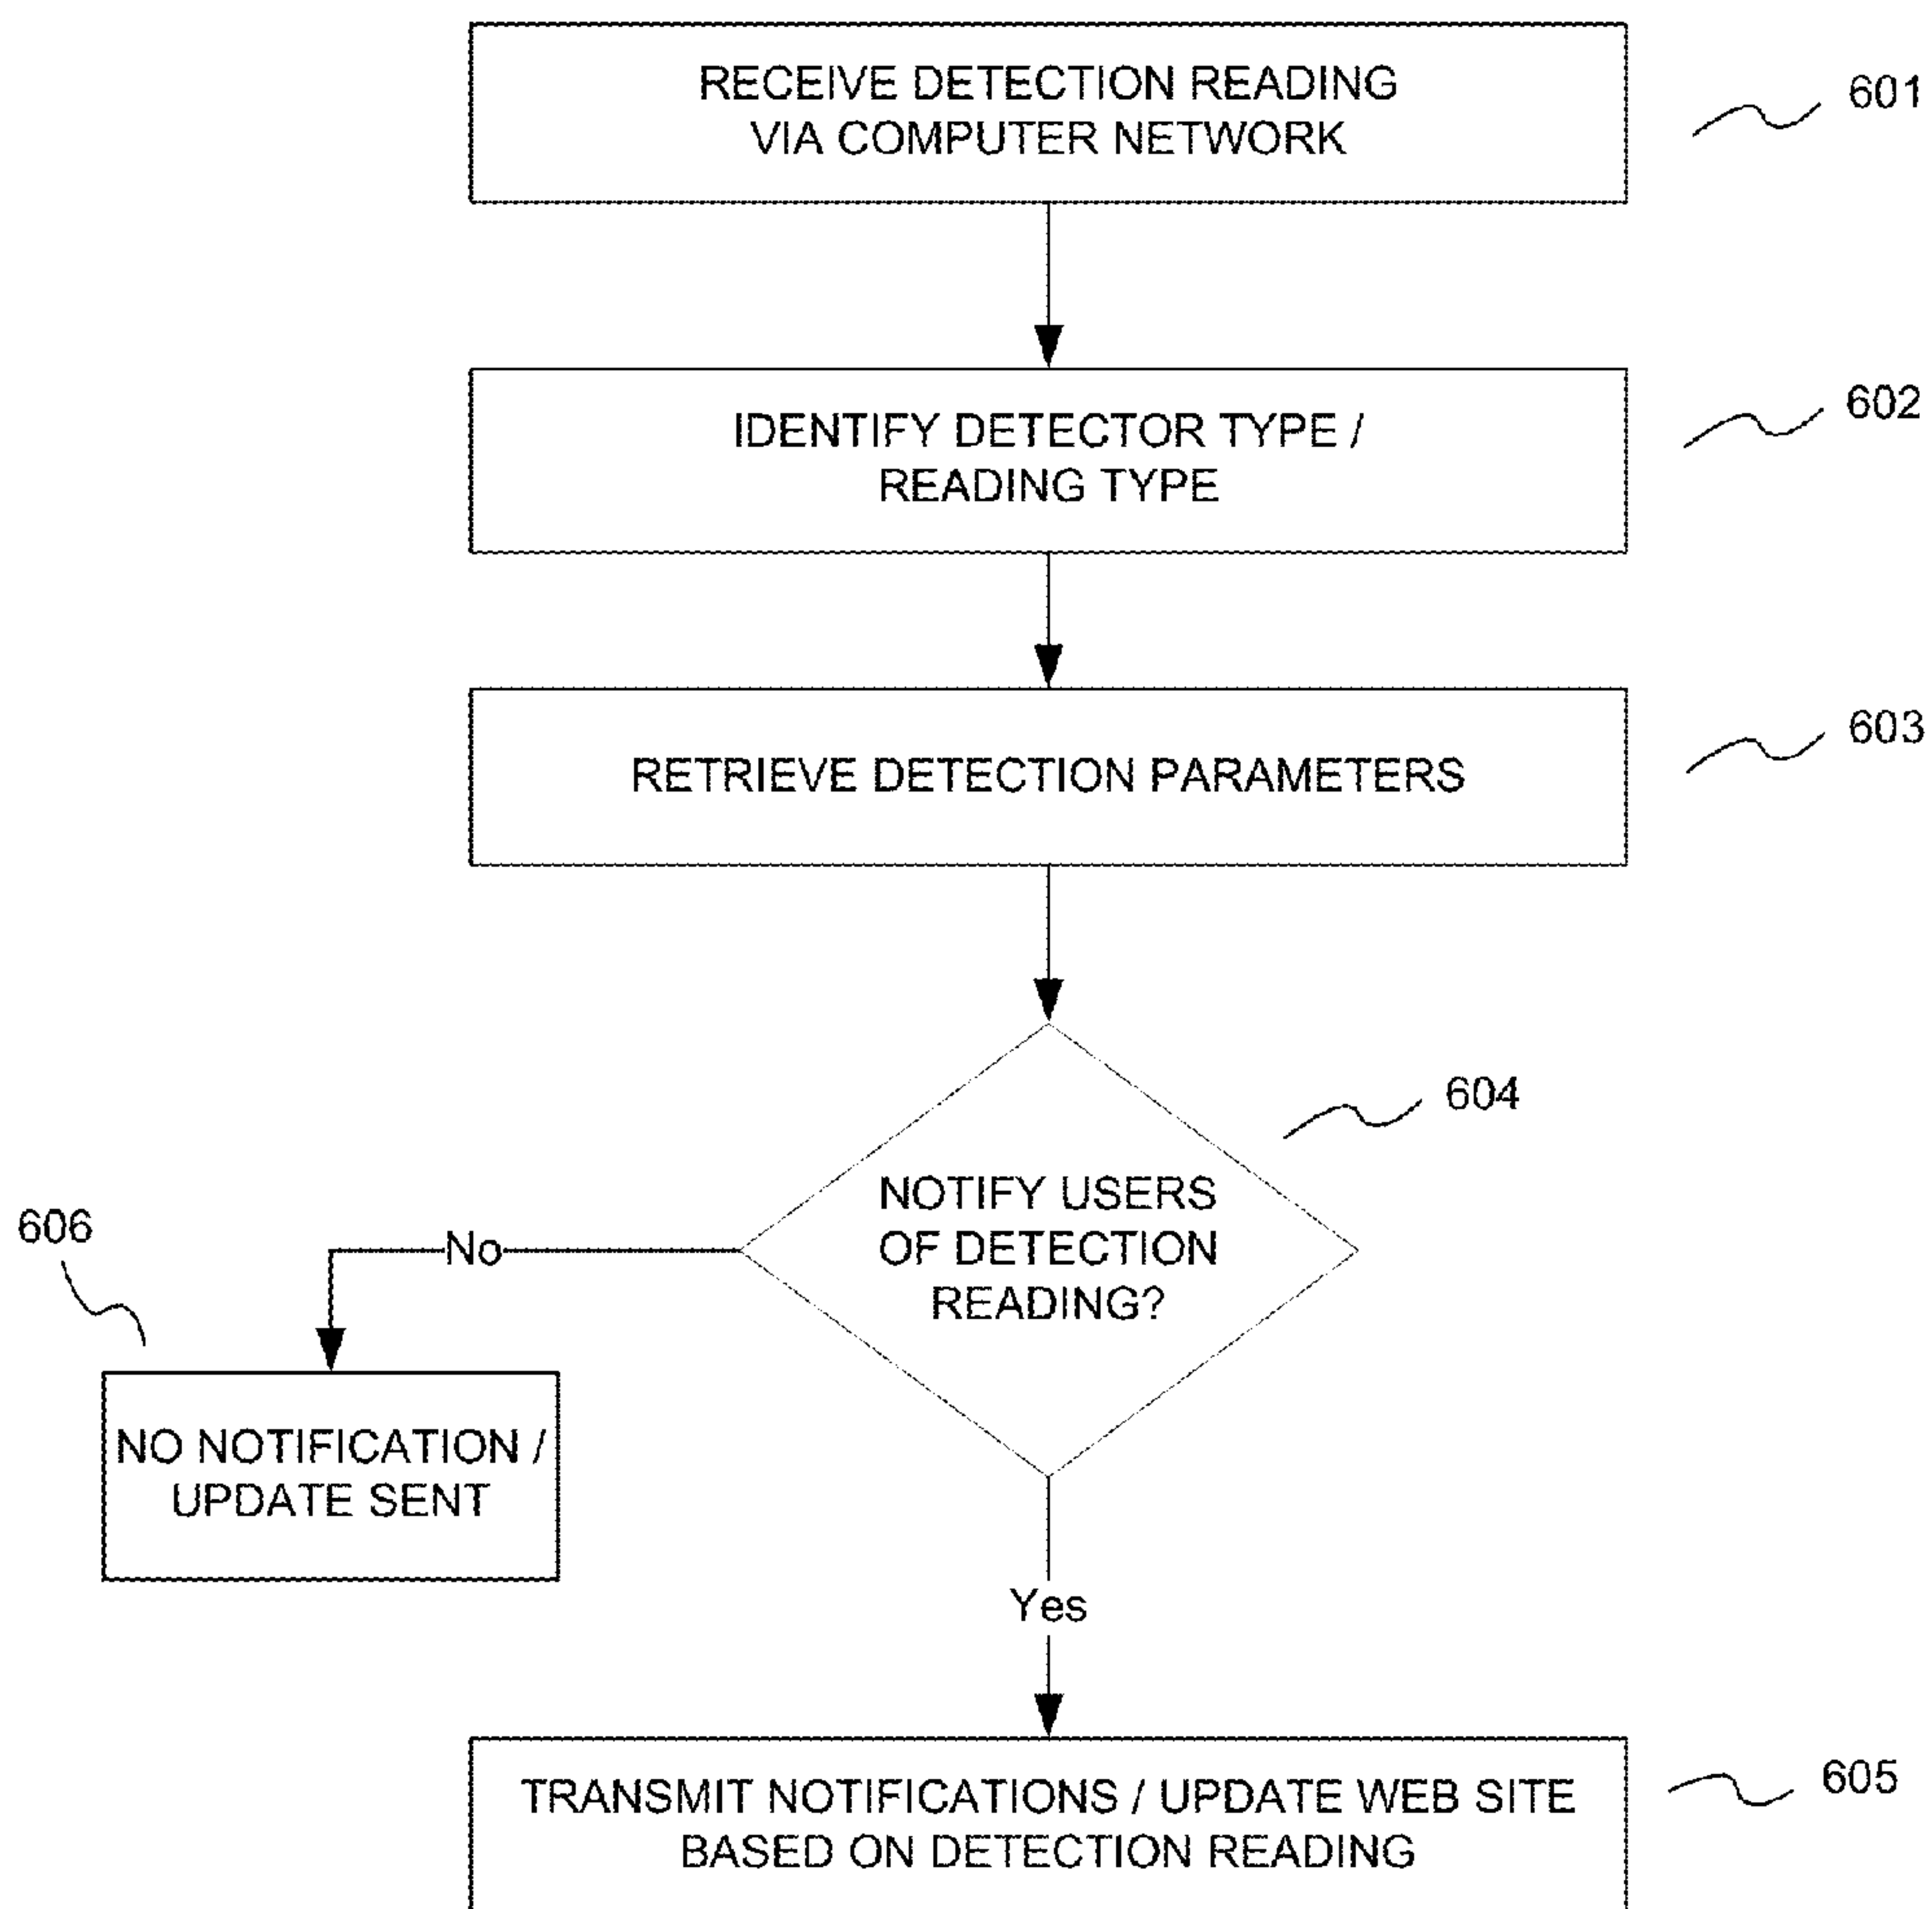 RECEIVE DETECTION READING
VIA COMPUTER NETWORK
601
IDENTIFY DETECTOR TYPE /
READING TYPE
602
RETRIEVE DETECTION PARAMETERS
603
604
NOTIFY USERS
OF DETECTION
READING?
606
No
NO NOTIFICATION /
UPDATE SENT
Yes
TRANSMIT NOTIFICATIONS / UPDATE WEB SITE
BASED ON DETECTION READING
605